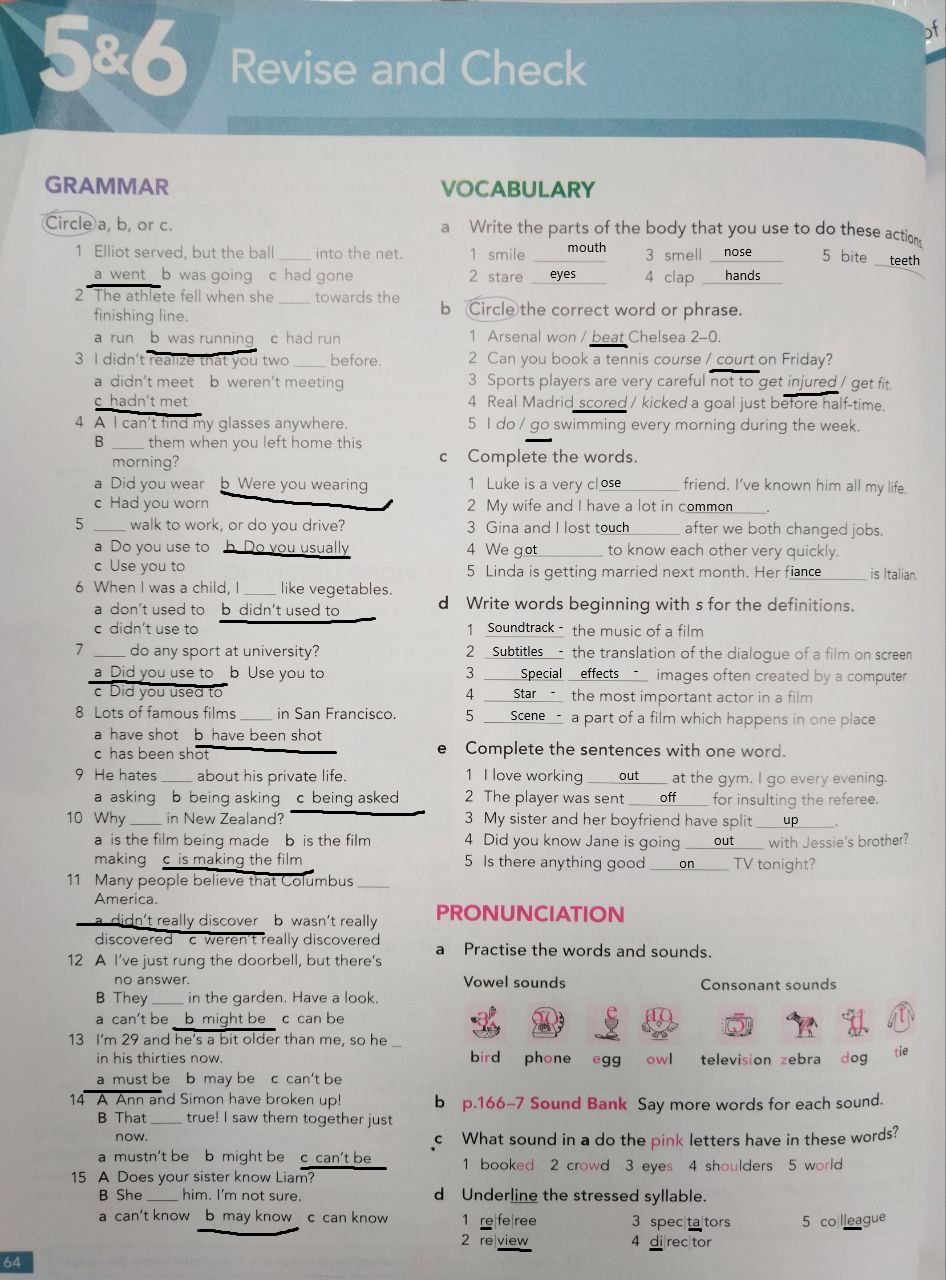 of
5&6 Revise and Check
GRAMMAR
Circle a, b, or c.
1 Elliot served, but the ball ____ into the net.
a went b was going c had gone
2 The athlete fell when she ____ towards the
finishing line.
a run b was running c had run
3 I didn't realize that you two ____ before.
a didn't meet b weren't meeting
c hadn't met
4 A I can't find my glasses anywhere.
B ____ them when you left home this
morning?
a Did you wear b Were you wearing
c Had you worn
5 ____ walk to work, or do you drive?
a Do you use to b Do you usually
c Use you to
6 When I was a child, I ____ like vegetables.
a don't used to b didn't used to
c didn't use to
7 ____ do any sport at university?
a Did you use to b Use you to
c Did you used to
8 Lots of famous films ____ in San Francisco.
a have shot b have been shot
c has been shot
9 He hates ____ about his private life.
a asking b being asking c being asked
10 Why ____ in New Zealand?
a is the film being made b is the film
making c is making the film
11 Many people believe that Columbus ____
America.
a didn't really discover b wasn't really
discovered c weren't really discovered
12 A I've just rung the doorbell, but there's
no answer.
B They ____ in the garden. Have a look.
a can't be b might be c can be
13 I'm 29 and he's a bit older than me, so he _
in his thirties now.
a must be b may be c can't be
14 A Ann and Simon have broken up!
B That ____ true! I saw them together just
now.
a mustn't be b might be c can't be
15 A Does your sister know Liam?
B She ____ him. I'm not sure.
a can't know b may know c can know
64
VOCABULARY
a Write the parts of the body that you use to do these actions
1 smile mouth 3 smell nose 5 bite teeth
2 stare eyes 4 clap hands
b Circle the correct word or phrase.
1 Arsenal won / beat Chelsea 2–0.
2 Can you book a tennis course / court on Friday?
3 Sports players are very careful not to get injured / get fit.
4 Real Madrid scored / kicked a goal just before half-time.
5 I do / go swimming every morning during the week.
c Complete the words.
1 Luke is a very close friend. I've known him all my life.
2 My wife and I have a lot in common.
3 Gina and I lost touch after we both changed jobs.
4 We got to know each other very quickly.
5 Linda is getting married next month. Her fiance is Italian.
d Write words beginning with s for the definitions.
1 Soundtrack - the music of a film
2 Subtitles - the translation of the dialogue of a film on screen
3 Special effects - images often created by a computer
4 Star - the most important actor in a film
5 Scene - a part of a film which happens in one place
e Complete the sentences with one word.
1 I love working out at the gym. I go every evening.
2 The player was sent off for insulting the referee.
3 My sister and her boyfriend have split up.
4 Did you know Jane is going out with Jessie's brother?
5 Is there anything good on TV tonight?
PRONUNCIATION
a Practise the words and sounds.
Vowel sounds Consonant sounds
bird phone egg owl television zebra dog tie
b p.166–7 Sound Bank Say more words for each sound.
c What sound in a do the pink letters have in these words?
1 booked 2 crowd 3 eyes 4 shoulders 5 world
d Underline the stressed syllable.
1 re|fe|ree 3 spec|ta|tors 5 co|lleague
2 re|view 4 di|rec|tor